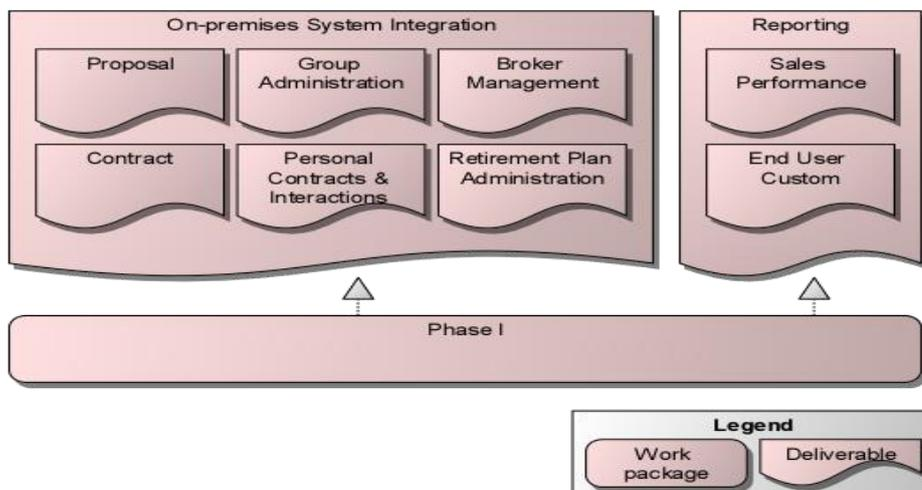 On-premises System Integration
Proposal
Group
Administration
Broker
Management
Contract
Personal
Contracts &
Interactions
Retirement Plan
Administration
Reporting
Sales
Performance
End User
Custom
Phase I
Legend
Work
package
Deliverable